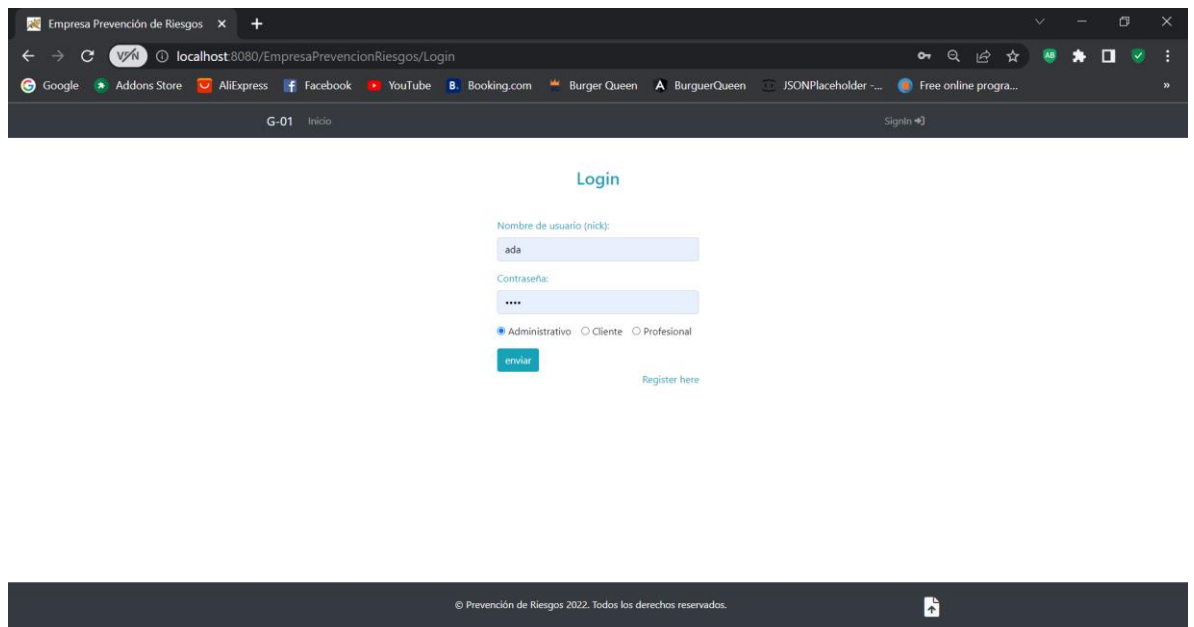 Empresa Prevención de Riesgos
VPN localhost:8080/EmpresaPrevencionRiesgos/Login
Google Addons Store AliExpress Facebook YouTube B. Booking.com Burger Queen A BurguerQueen JSONPlaceholder -... Free online progra... »
G-01 Inicio SignIn
Login
Nombre de usuario (nick):
ada
Contraseña:
••••
Administrativo Cliente Profesional
enviar
Register here
© Prevención de Riesgos 2022. Todos los derechos reservados.